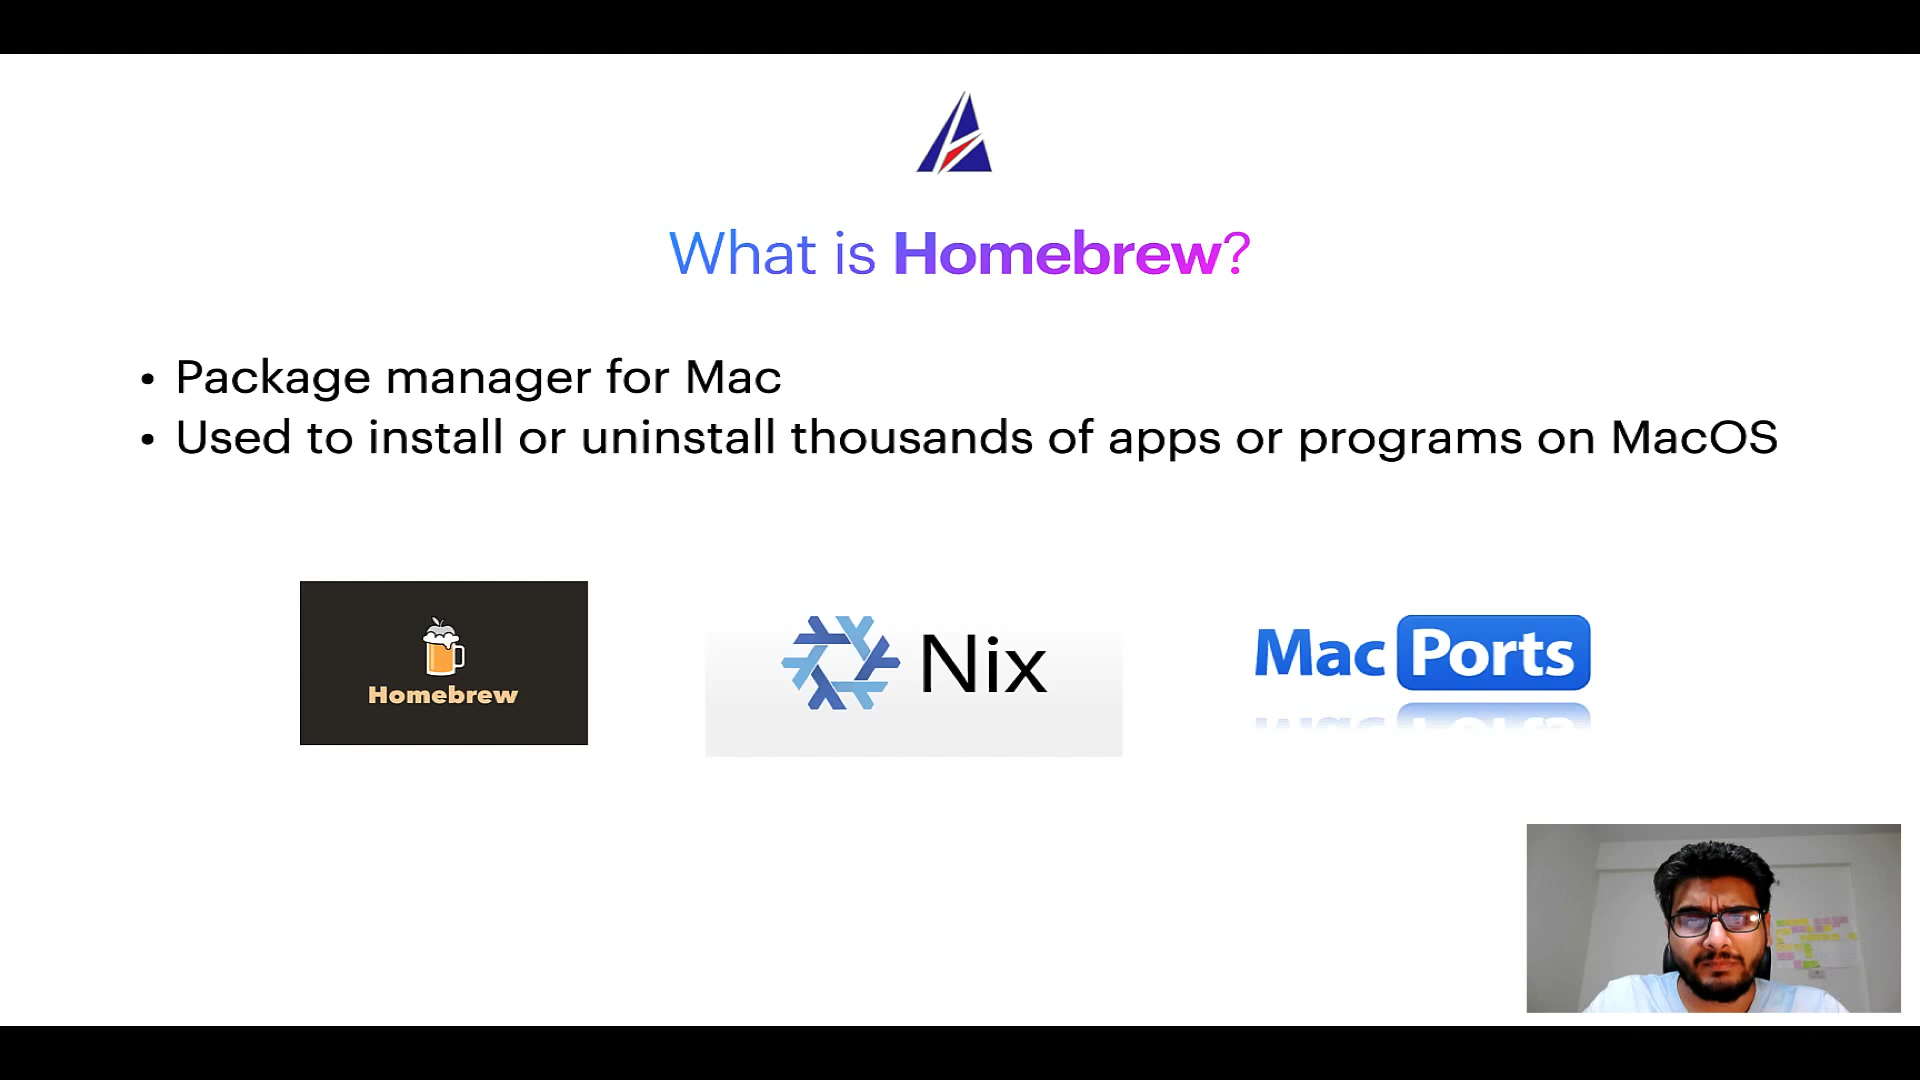 What is Homebrew?
• Package manager for Mac
• Used to install or uninstall thousands of apps or programs on MacOS
Homebrew
Nix
MacPorts